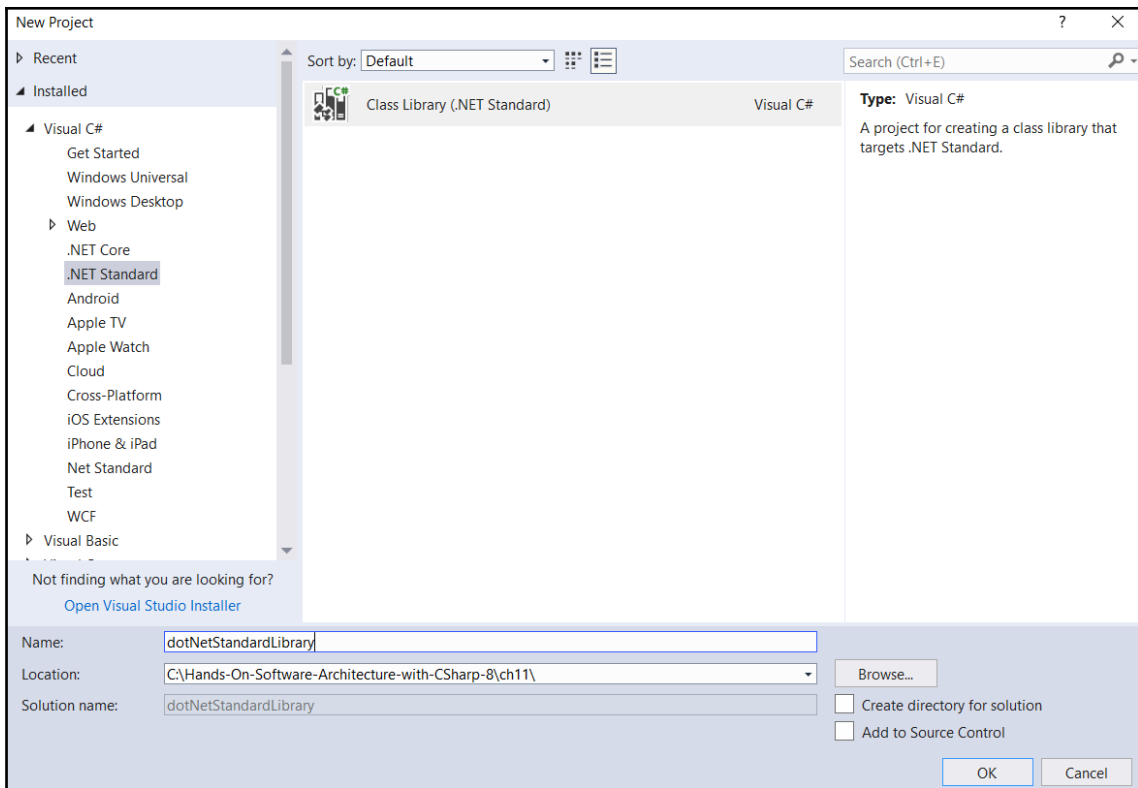 New Project
?
Recent
Installed
Visual C#
Get Started
Windows Universal
Windows Desktop
Web
.NET Core
.NET Standard
Android
Apple TV
Apple Watch
Cloud
Cross-Platform
iOS Extensions
iPhone & iPad
Net Standard
Test
WCF
Visual Basic
Not finding what you are looking for?
Open Visual Studio Installer
Sort by: Default
C#
Class Library (.NET Standard) Visual C#
Search (Ctrl+E)
Type: Visual C#
A project for creating a class library that
targets .NET Standard.
Name: dotNetStandardLibrary
Location: C:\Hands-On-Software-Architecture-with-CSharp-8\ch11\
Browse...
Solution name: dotNetStandardLibrary
Create directory for solution
Add to Source Control
OK Cancel